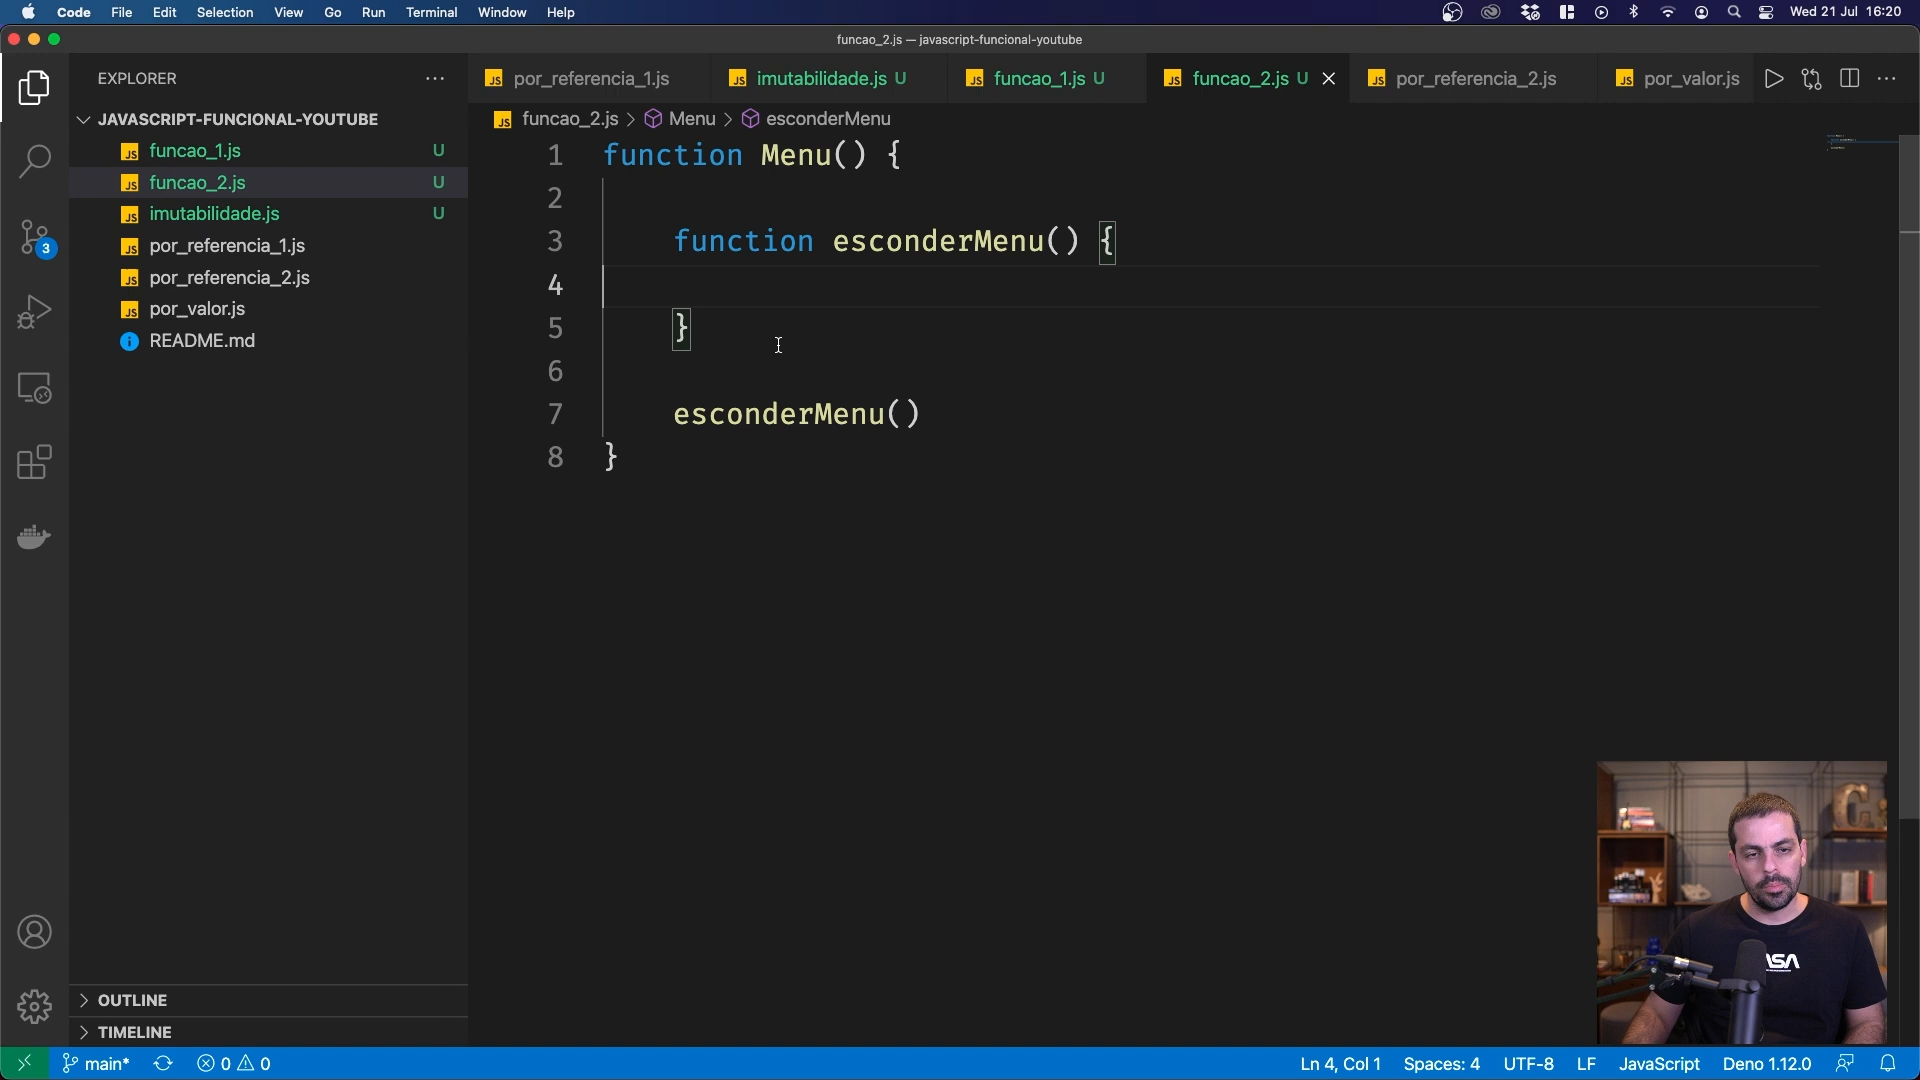 Code File Edit Selection View Go Run Terminal Window Help Wed 21 Jul 16:20
funcao_2.js — javascript-funcional-youtube
EXPLORER
por_referencia_1.js imutabilidade.js U funcao_1.js U funcao_2.js U por_referencia_2.js por_valor.js
JAVASCRIPT-FUNCIONAL-YOUTUBE
funcao_2.js > Menu > esconderMenu
funcao_1.js U
funcao_2.js U
imutabilidade.js U
por_referencia_1.js
por_referencia_2.js
por_valor.js
README.md
3
1 function Menu() {
2
3 function esconderMenu() {
4
5 }
6
7 esconderMenu()
8 }
OUTLINE
TIMELINE
main* 0 0 Ln 4, Col 1 Spaces: 4 UTF-8 LF JavaScript Deno 1.12.0